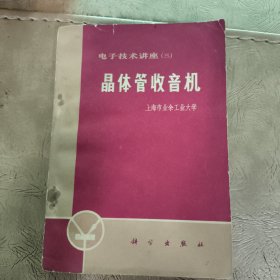 电子技术讲座(六)
晶体管收音机
上海市业余工业大学
科学出版社